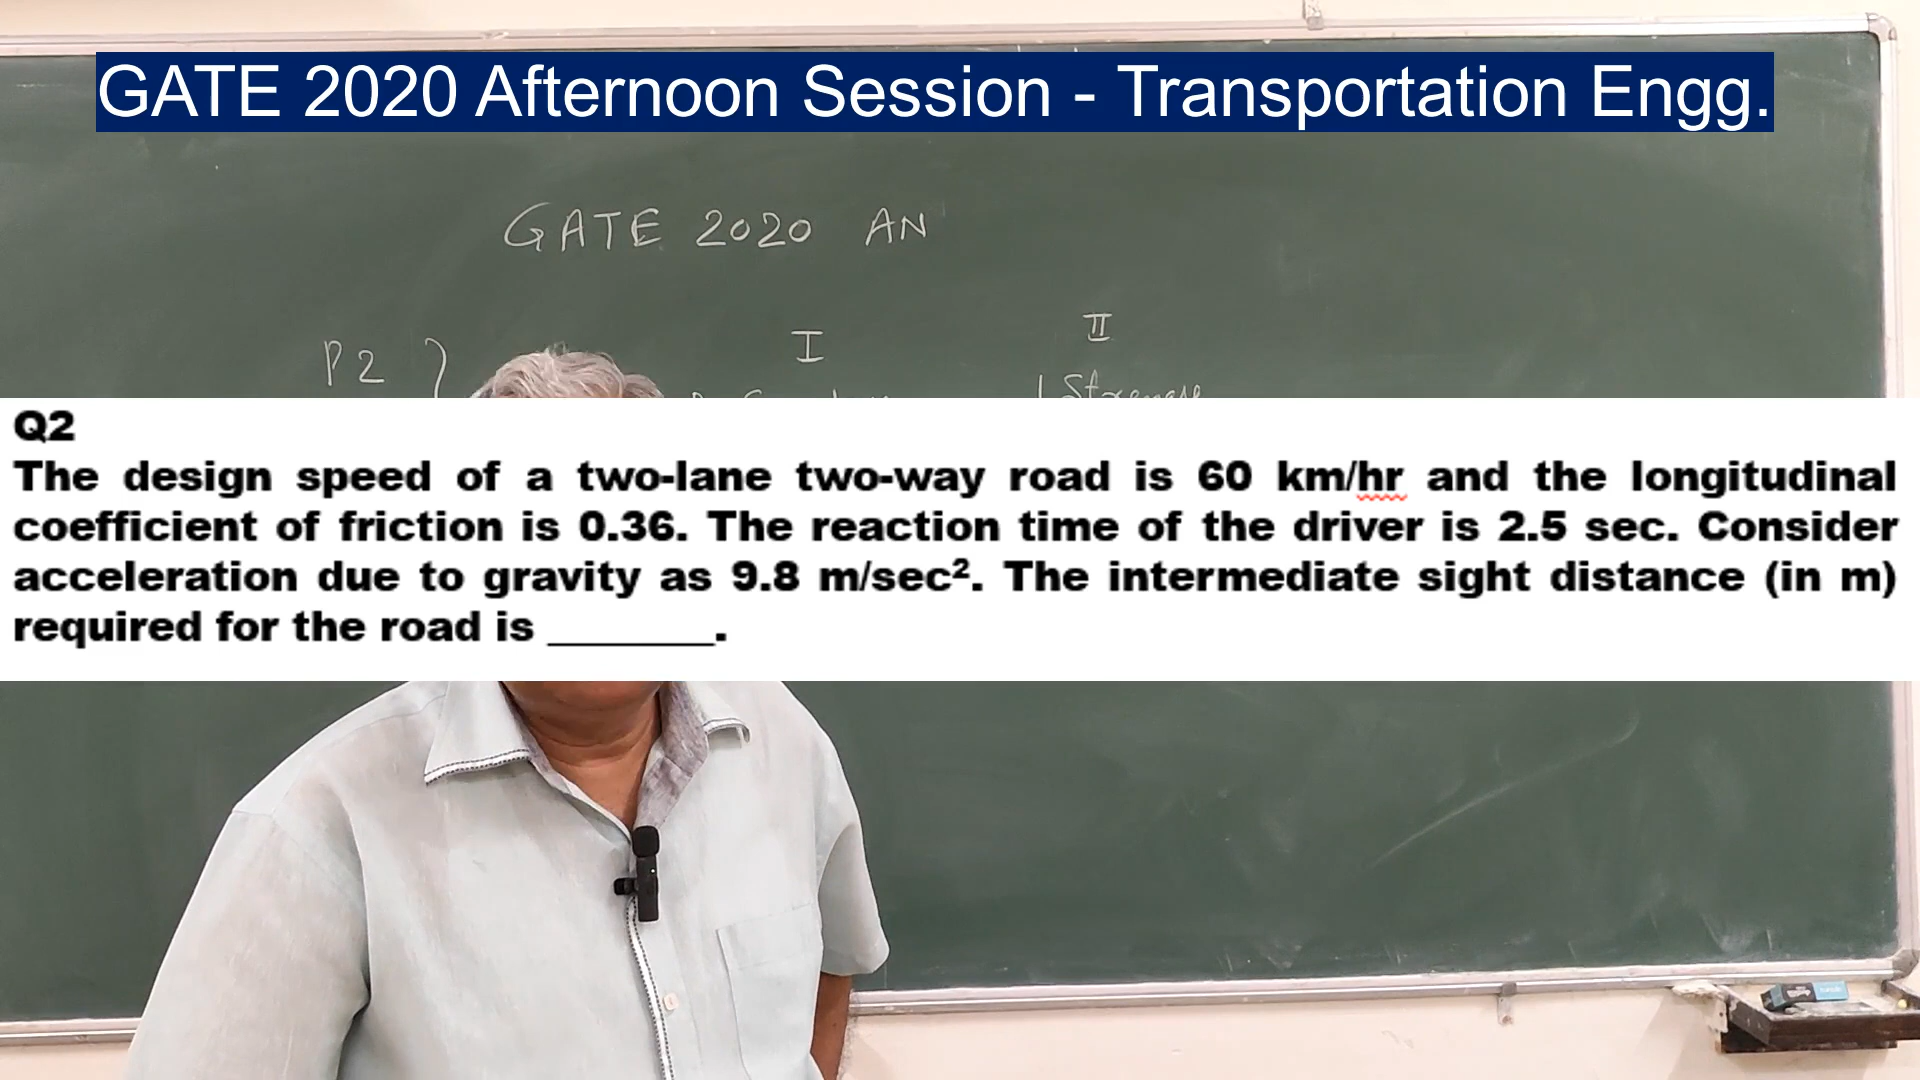 GATE 2020 Afternoon Session - Transportation Engg.
GATE 2020 AN
I
II
P2 }
Q2
The design speed of a two-lane two-way road is 60 km/hr and the longitudinal
coefficient of friction is 0.36. The reaction time of the driver is 2.5 sec. Consider
acceleration due to gravity as 9.8 m/sec². The intermediate sight distance (in m)
required for the road is _______.